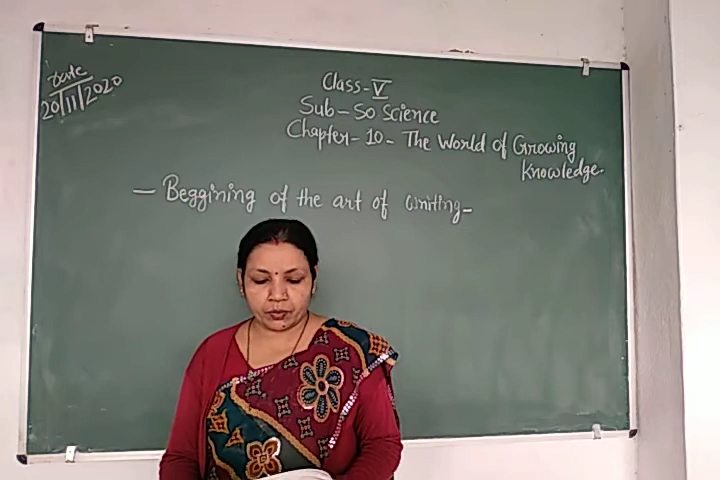 Date
20/11/2020
Class-V
Sub-So Science
Chapter-10-The World of Growing
Knowledge.
- Beggining of the art of writing-